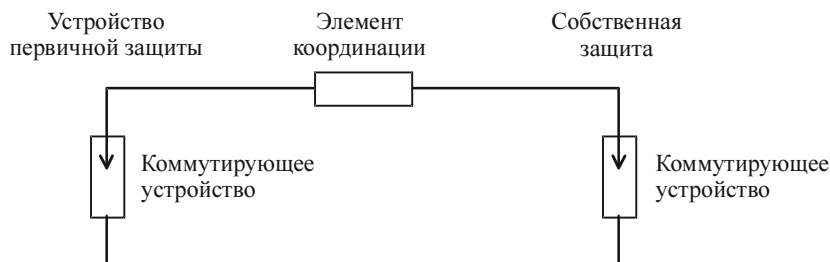 Устройство
первичной защиты
Элемент
координации
Собственная
защита
Коммутирующее
устройство
Коммутирующее
устройство